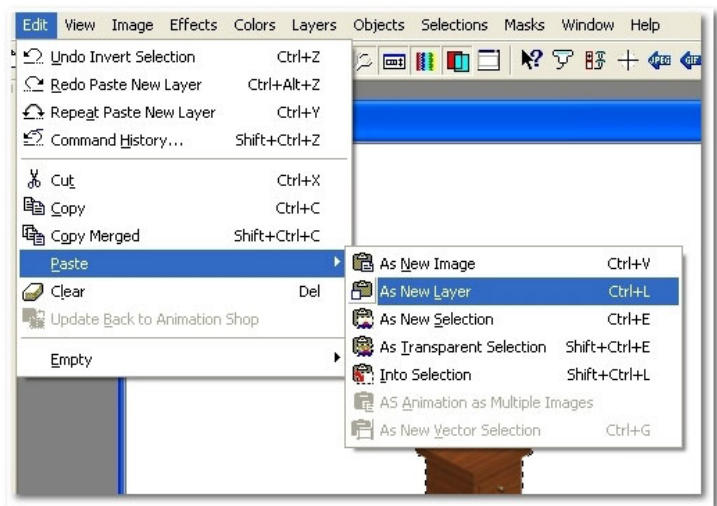 Edit View Image Effects Colors Layers Objects Selections Masks Window Help
Undo Invert Selection Ctrl+Z
Redo Paste New Layer Ctrl+Alt+Z
Repeat Paste New Layer Ctrl+Y
Command History... Shift+Ctrl+Z
Cut Ctrl+X
Copy Ctrl+C
Copy Merged Shift+Ctrl+C
Paste
Clear Del
Update Back to Animation Shop
Empty
As New Image Ctrl+V
As New Layer Ctrl+L
As New Selection Ctrl+E
As Transparent Selection Shift+Ctrl+E
Into Selection Shift+Ctrl+L
AS Animation as Multiple Images
As New Vector Selection Ctrl+G
JPEG GIF